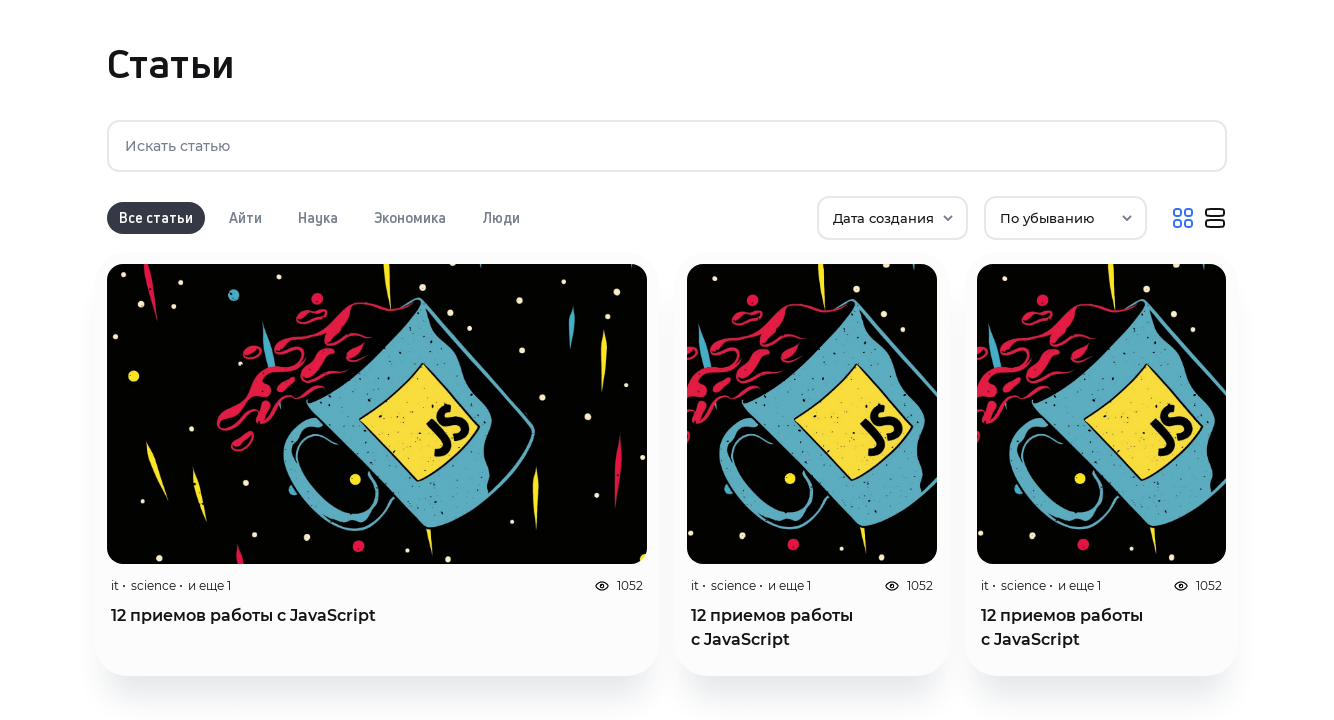 Статьи
Искать статью
Все статьи Айти Наука Экономика Люди Дата создания По убыванию
JS JS JS
it • science • и еще 1 1052 it • science • и еще 1 1052 it • science • и еще 1 1052
12 приемов работы с JavaScript 12 приемов работы 12 приемов работы
с JavaScript с JavaScript